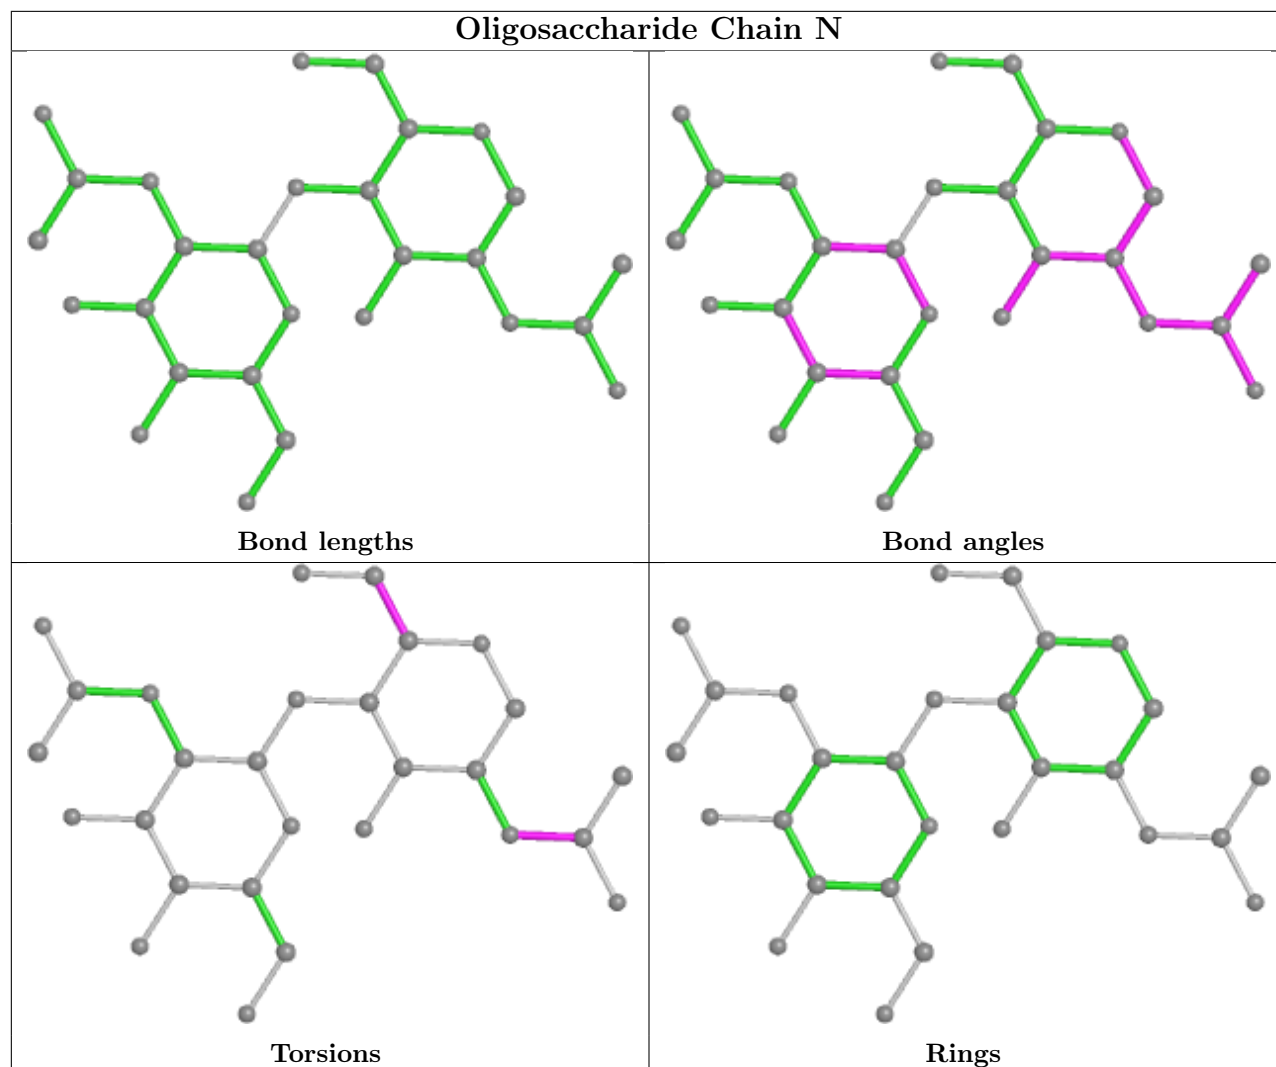 Oligosaccharide Chain N
Bond lengths
Bond angles
Torsions
Rings